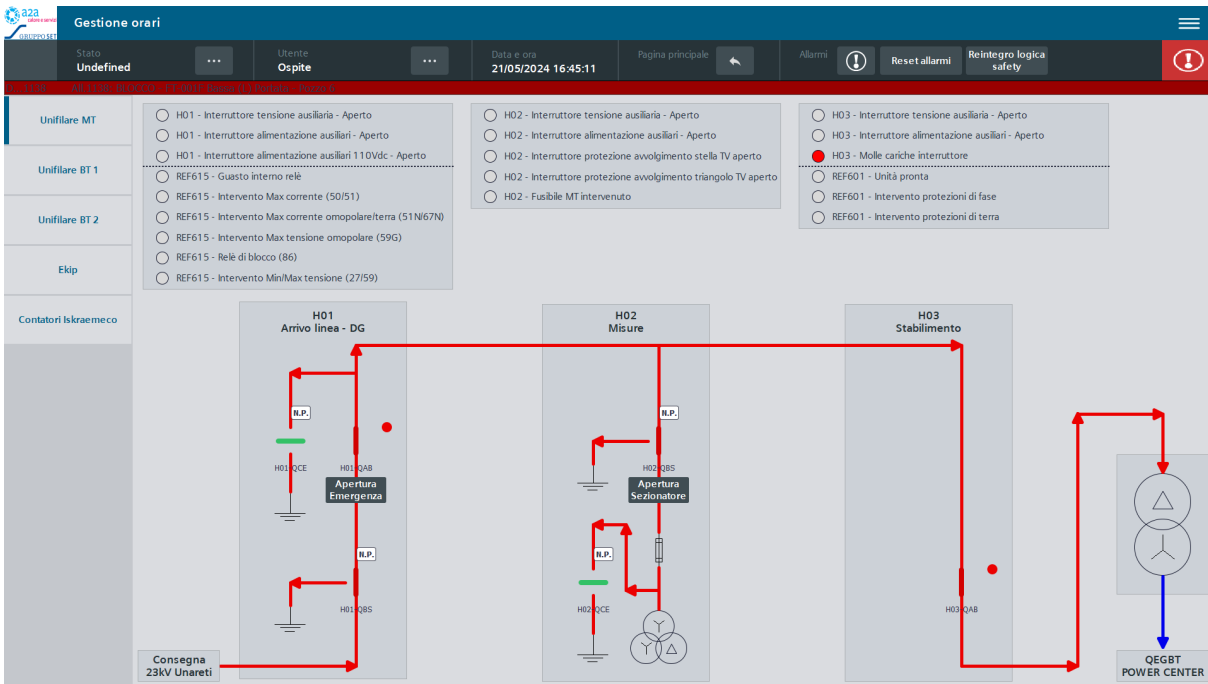 a2a
calore e servizi
GRUPPO SET
Gestione orari
Stato
Undefined
...
Utente
Ospite
...
Data e ora
21/05/2024 16:45:11
Pagina principale
Allarmi
Reset allarmi
Reintegro logica
safety
Unifilare MT
Unifilare BT 1
Unifilare BT 2
Ekip
Contatori Iskraemeco
H01 - Interruttore tensione ausiliaria - Aperto
H01 - Interruttore alimentazione ausiliari - Aperto
H01 - Interruttore alimentazione ausiliari 110Vdc - Aperto
REF615 - Guasto interno relè
REF615 - Intervento Max corrente (50/51)
REF615 - Intervento Max corrente omopolare/terra (51N/67N)
REF615 - Intervento Max tensione omopolare (59G)
REF615 - Relè di blocco (86)
REF615 - Intervento Min/Max tensione (27/59)
H02 - Interruttore tensione ausiliaria - Aperto
H02 - Interruttore alimentazione ausiliari - Aperto
H02 - Interruttore protezione avvolgimento stella TV aperto
H02 - Interruttore protezione avvolgimento triangolo TV aperto
H02 - Fusibile MT intervenuto
H03 - Interruttore tensione ausiliaria - Aperto
H03 - Interruttore alimentazione ausiliari - Aperto
H03 - Molle cariche interruttore
REF601 - Unità pronta
REF601 - Intervento protezioni di fase
REF601 - Intervento protezioni di terra
H01
Arrivo linea - DG
N.P.
H01-QCE
H01-QAB
Apertura
Emergenza
N.P.
H01-QBS
Consegna
23kV Unareti
H02
Misure
N.P.
H02-QBS
Apertura
Sezionatore
N.P.
H02-QCE
H03
Stabilimento
H03-QAB
QEGBT
POWER CENTER